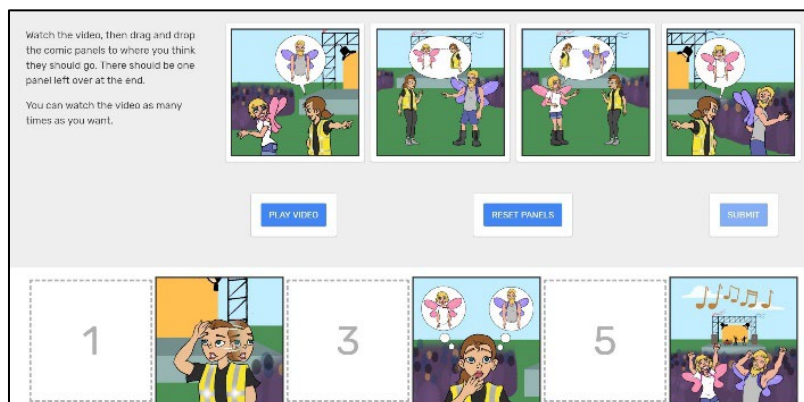 Watch the video, then drag and drop
the comic panels to where you think
they should go. There should be one
panel left over at the end.
You can watch the video as many
times as you want.
PLAY VIDEO
RESET PANELS
SUBMIT
1
3
5